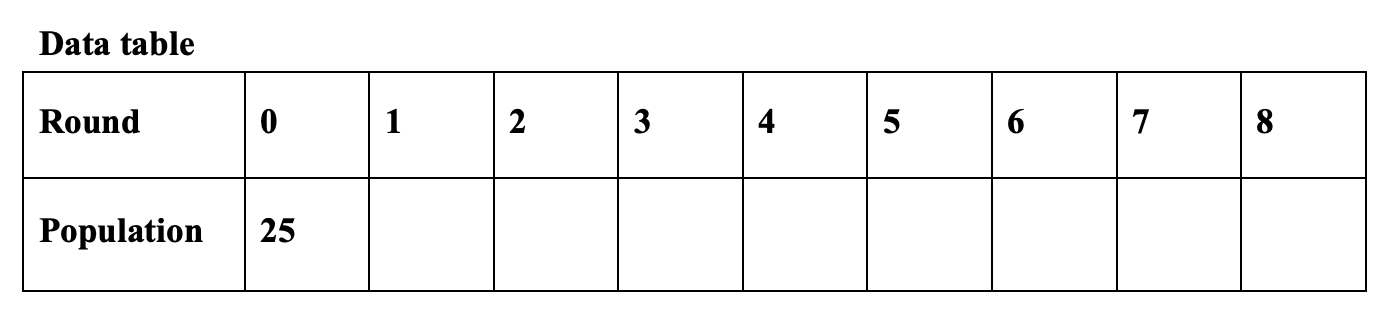 Data table
Round 0 1 2 3 4 5 6 7 8
Population 25